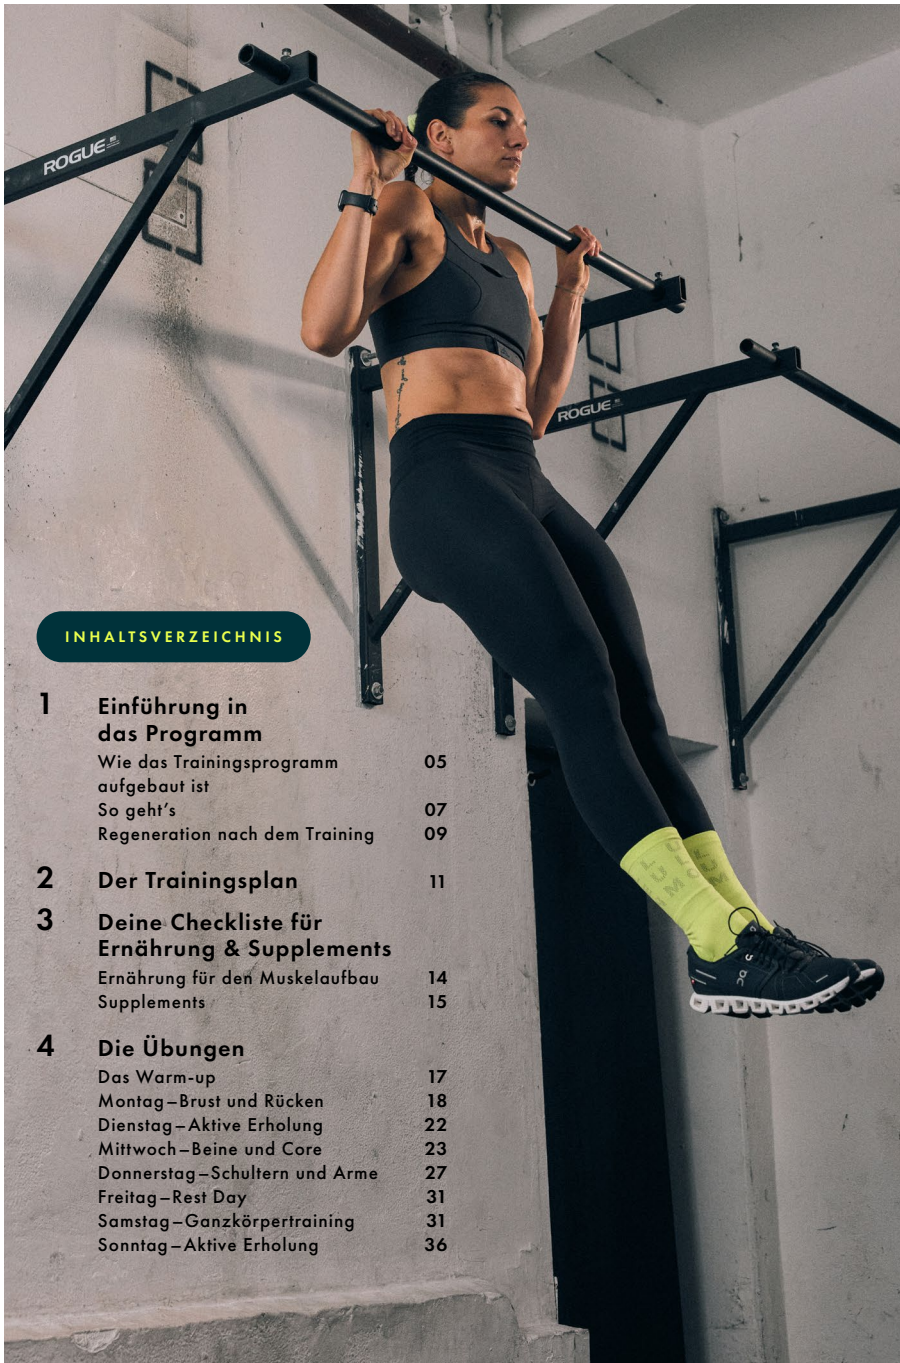 ROGUE
ROGUE
INHALTSVERZEICHNIS
1 Einführung in
das Programm
Wie das Trainingsprogramm 05
aufgebaut ist
So geht’s 07
Regeneration nach dem Training 09
2 Der Trainingsplan 11
3 Deine Checkliste für
Ernährung & Supplements
Ernährung für den Muskelaufbau 14
Supplements 15
4 Die Übungen
Das Warm-up 17
Montag–Brust und Rücken 18
Dienstag–Aktive Erholung 22
Mittwoch–Beine und Core 23
Donnerstag–Schultern und Arme 27
Freitag–Rest Day 31
Samstag–Ganzkörpertraining 31
Sonntag–Aktive Erholung 36